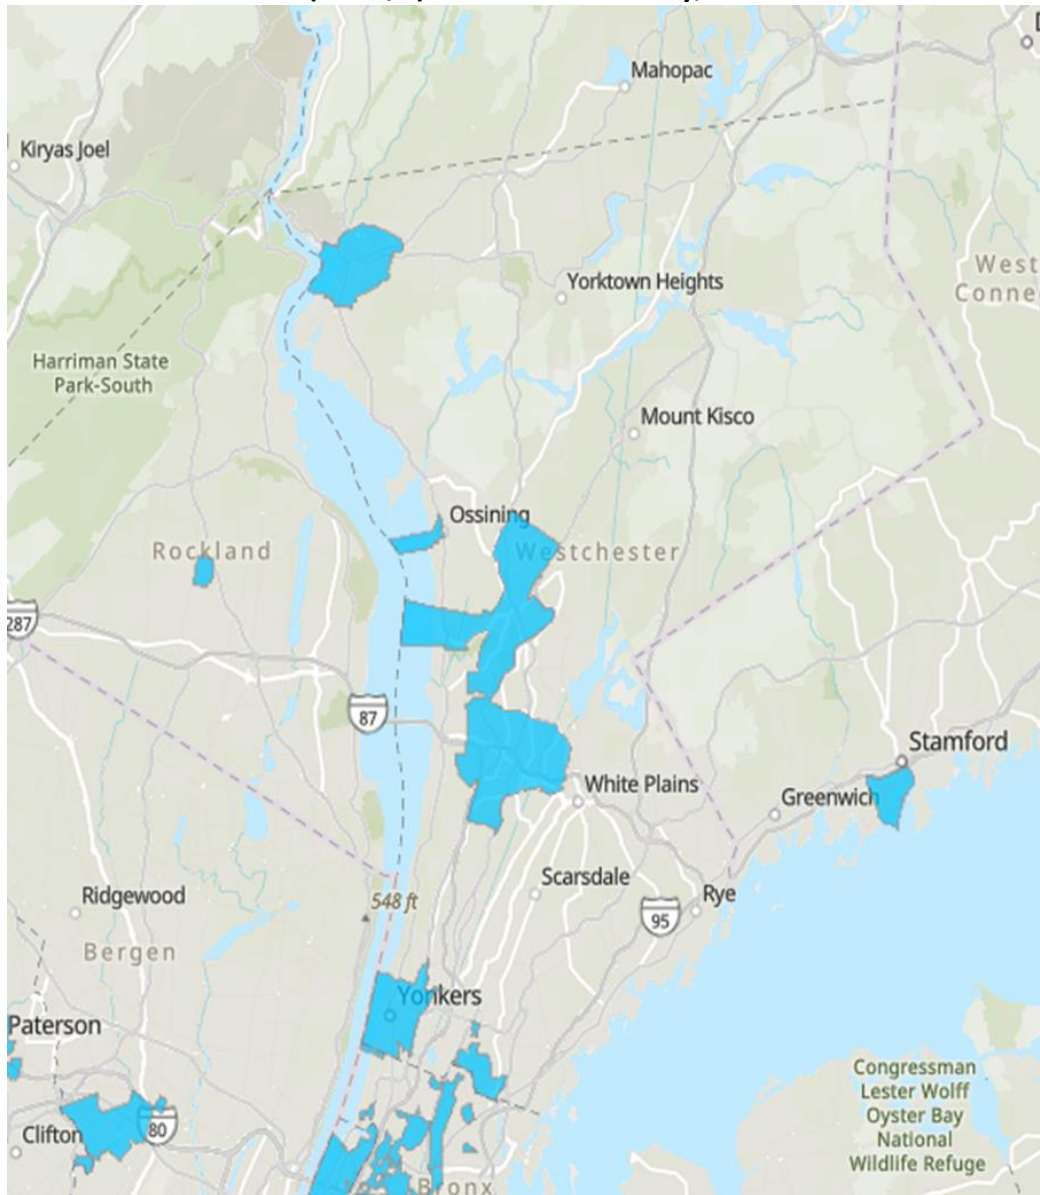 Mahopac
Kiryas Joel
West
Conne
Yorktown Heights
Harriman State
Park-South
Mount Kisco
Ossining
Rockland
Westchester
287
87
Stamford
White Plains
Greenwich
Scarsdale
Ridgewood
548 ft
Rye
95
Bergen
Yonkers
Paterson
Congressman
Lester Wolff
Oyster Bay
National
Wildlife Refuge
Clifton
80
Bronx